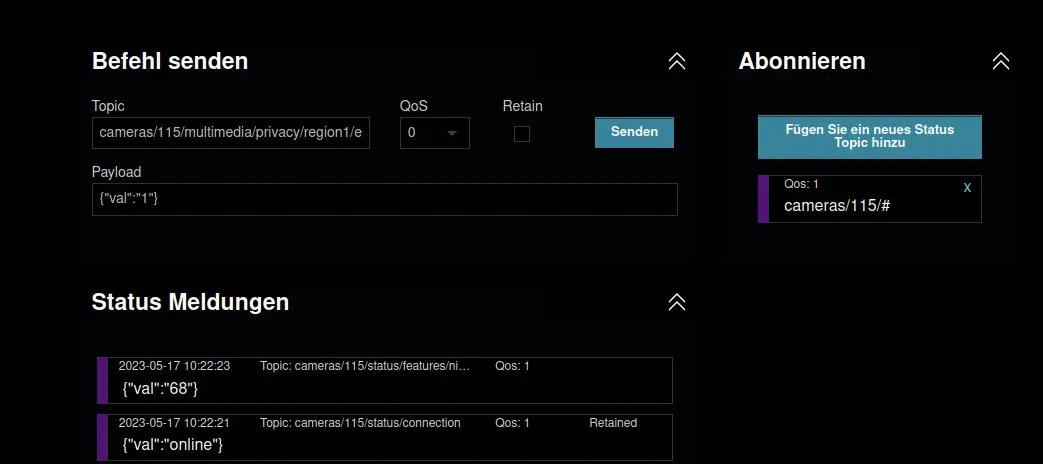 Befehl senden
Topic
QoS
Retain
cameras/115/multimedia/privacy/region1/e
0
Senden
Payload
{"val":"1"}
Abonnieren
Fügen Sie ein neues Status
Topic hinzu
Qos: 1
X
cameras/115/#
Status Meldungen
2023-05-17 10:22:23 Topic: cameras/115/status/features/ni... Qos: 1
{"val":"68"}
2023-05-17 10:22:21 Topic: cameras/115/status/connection Qos: 1 Retained
{"val":"online"}